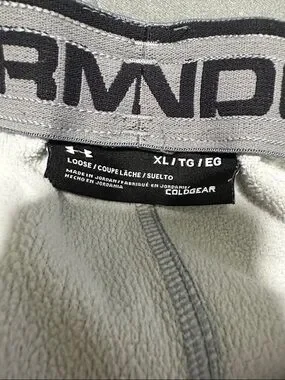 RMND
XL / TG / EG
LOOSE / COUPE LÂCHE / SUELTO
MADE IN JORDAN / FABRIQUÉ EN JORDANIE/
HECHO EN JORDANIA
COLDGEAR